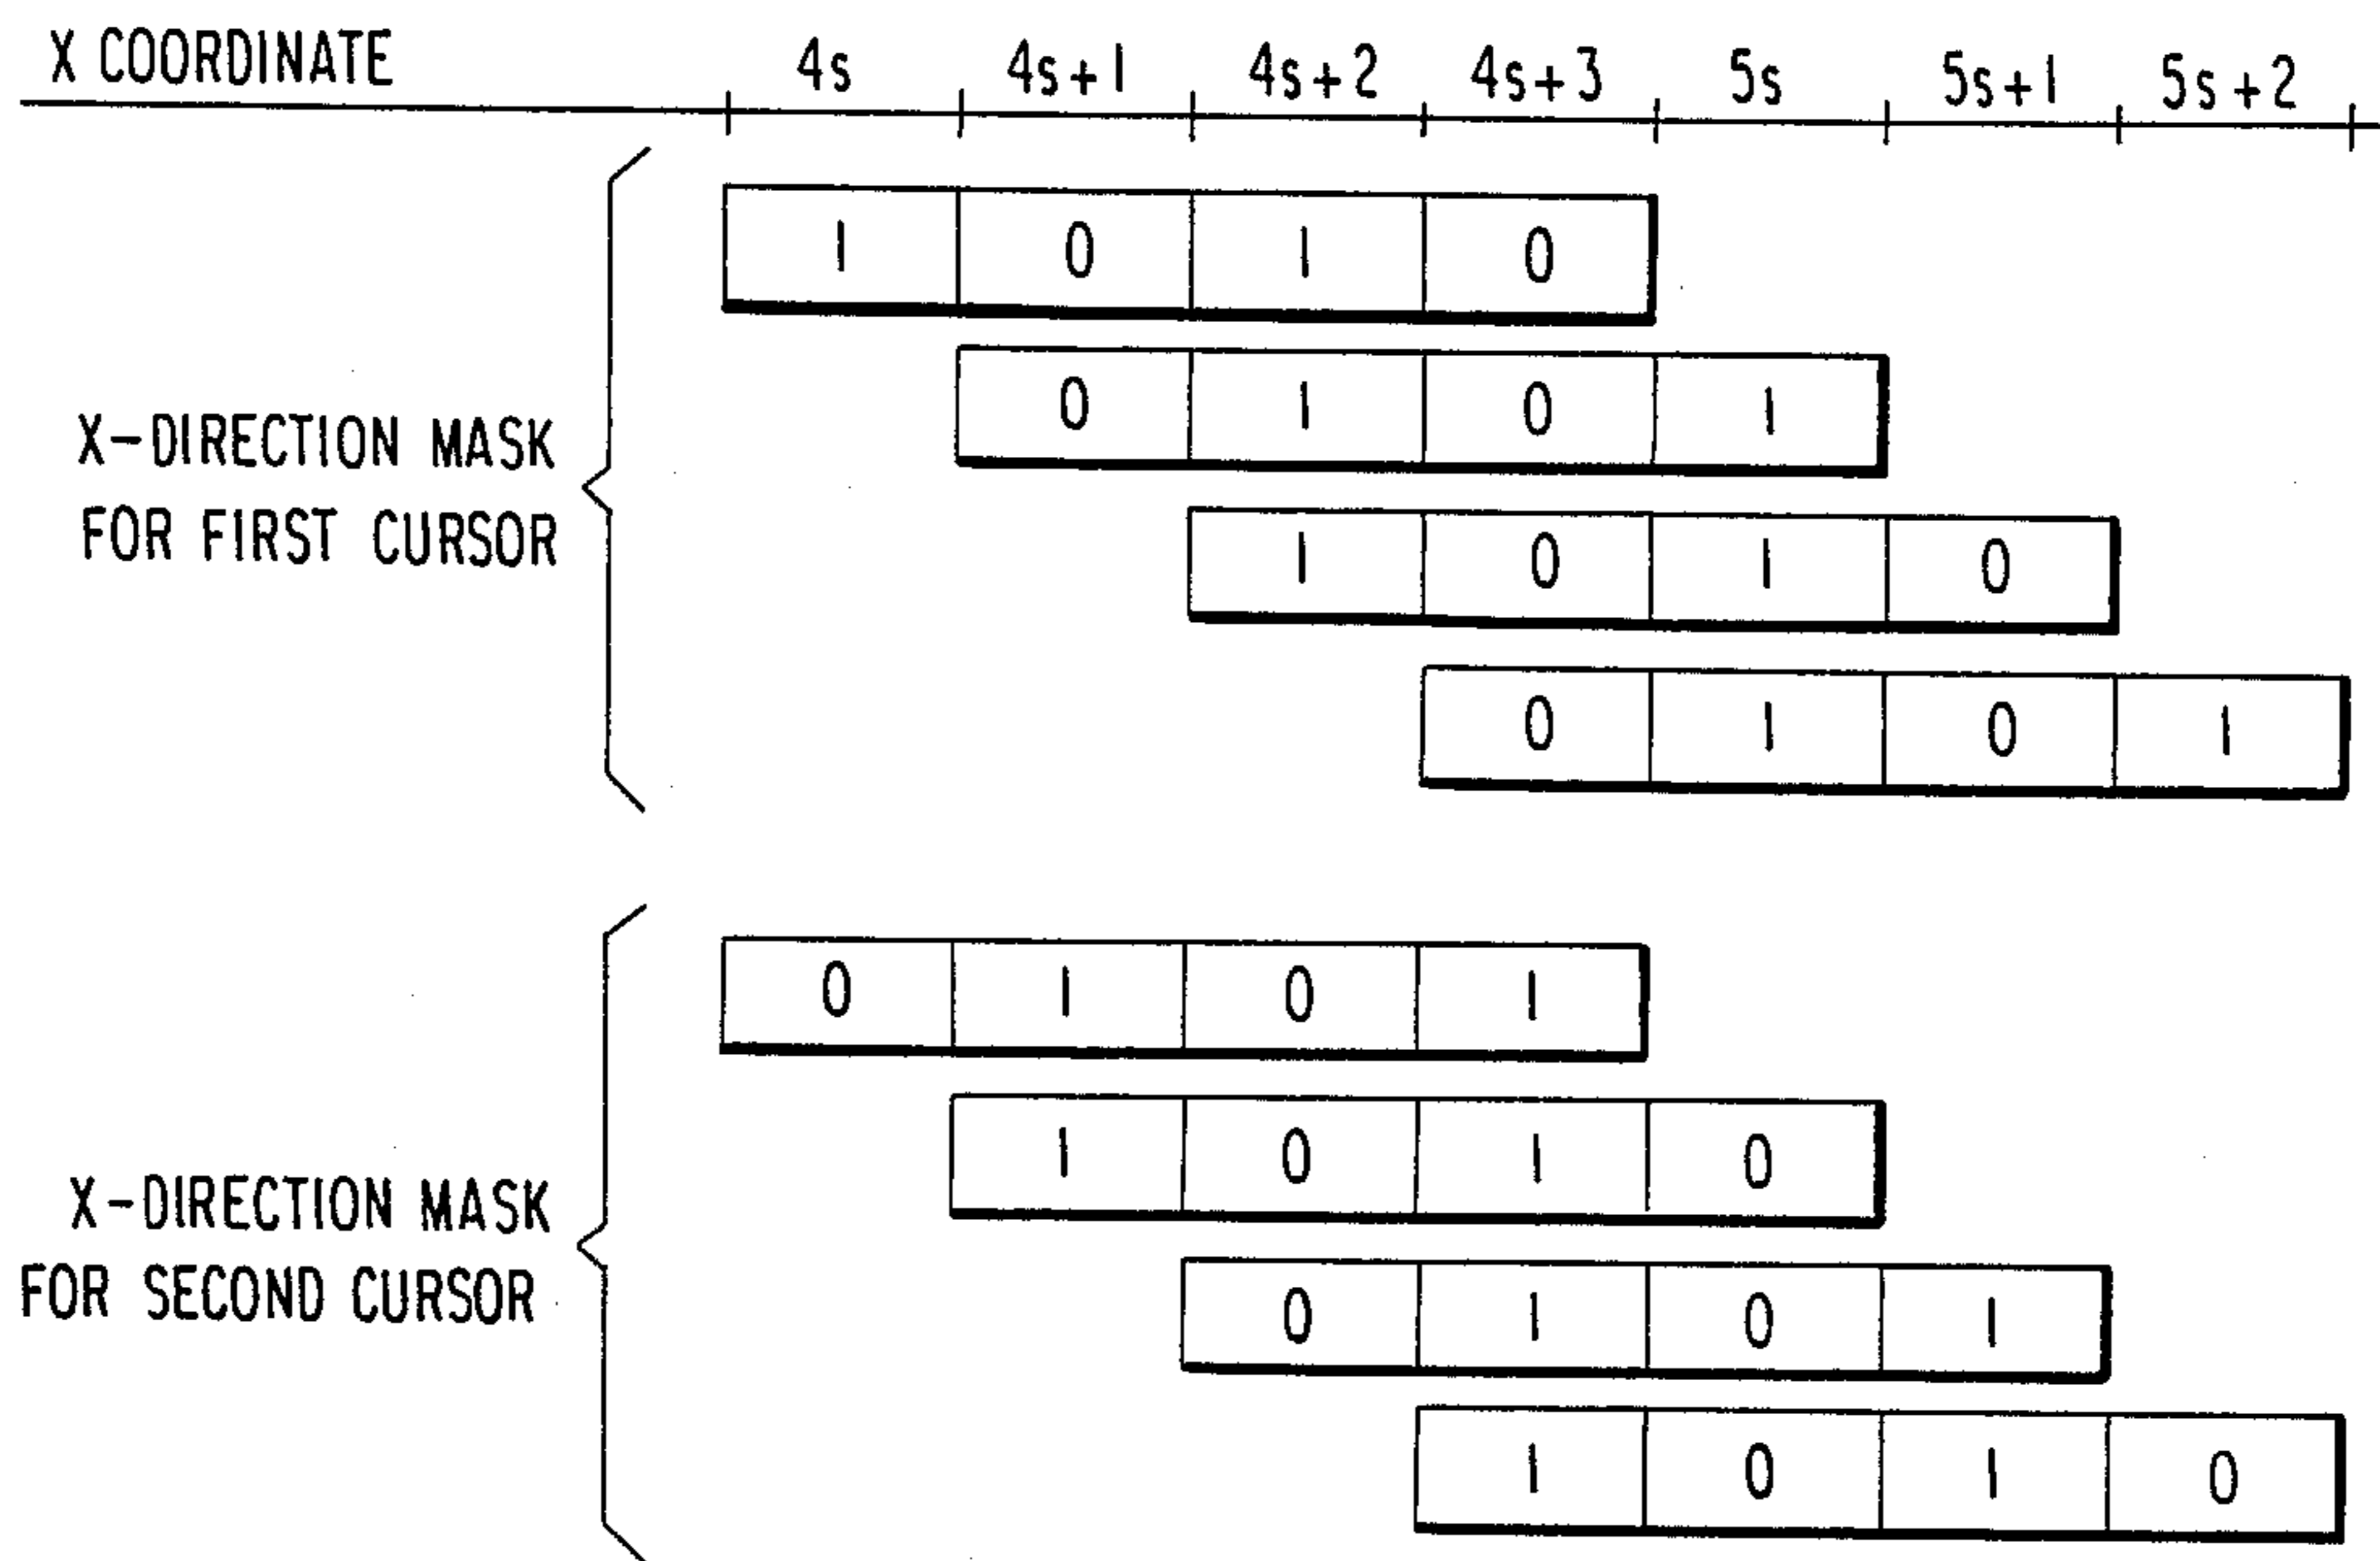 X COORDINATE 4s 4s+1 4s+2 4s+3 5s 5s+1 5s+2
1 0 1 0
0 1 0 1
X-DIRECTION MASK
FOR FIRST CURSOR
1 0 1 0
0 1 0 1
0 1 0 1
1 0 1 0
X-DIRECTION MASK
FOR SECOND CURSOR
0 1 0 1
1 0 1 0